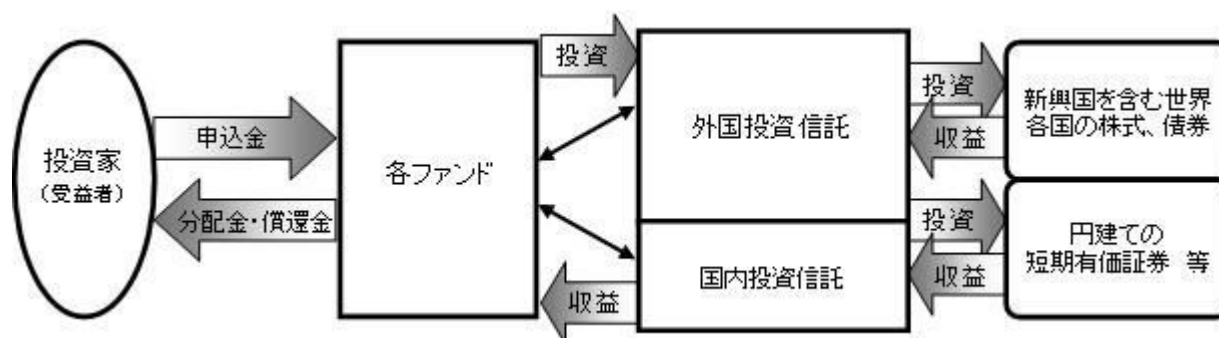 投資家
(受益者)
申込金
分配金・償還金
各ファンド
投資
収益
外国投資信託
国内投資信託
投資
収益
投資
収益
新興国を含む世界
各国の株式、債券
円建ての
短期有価証券 等